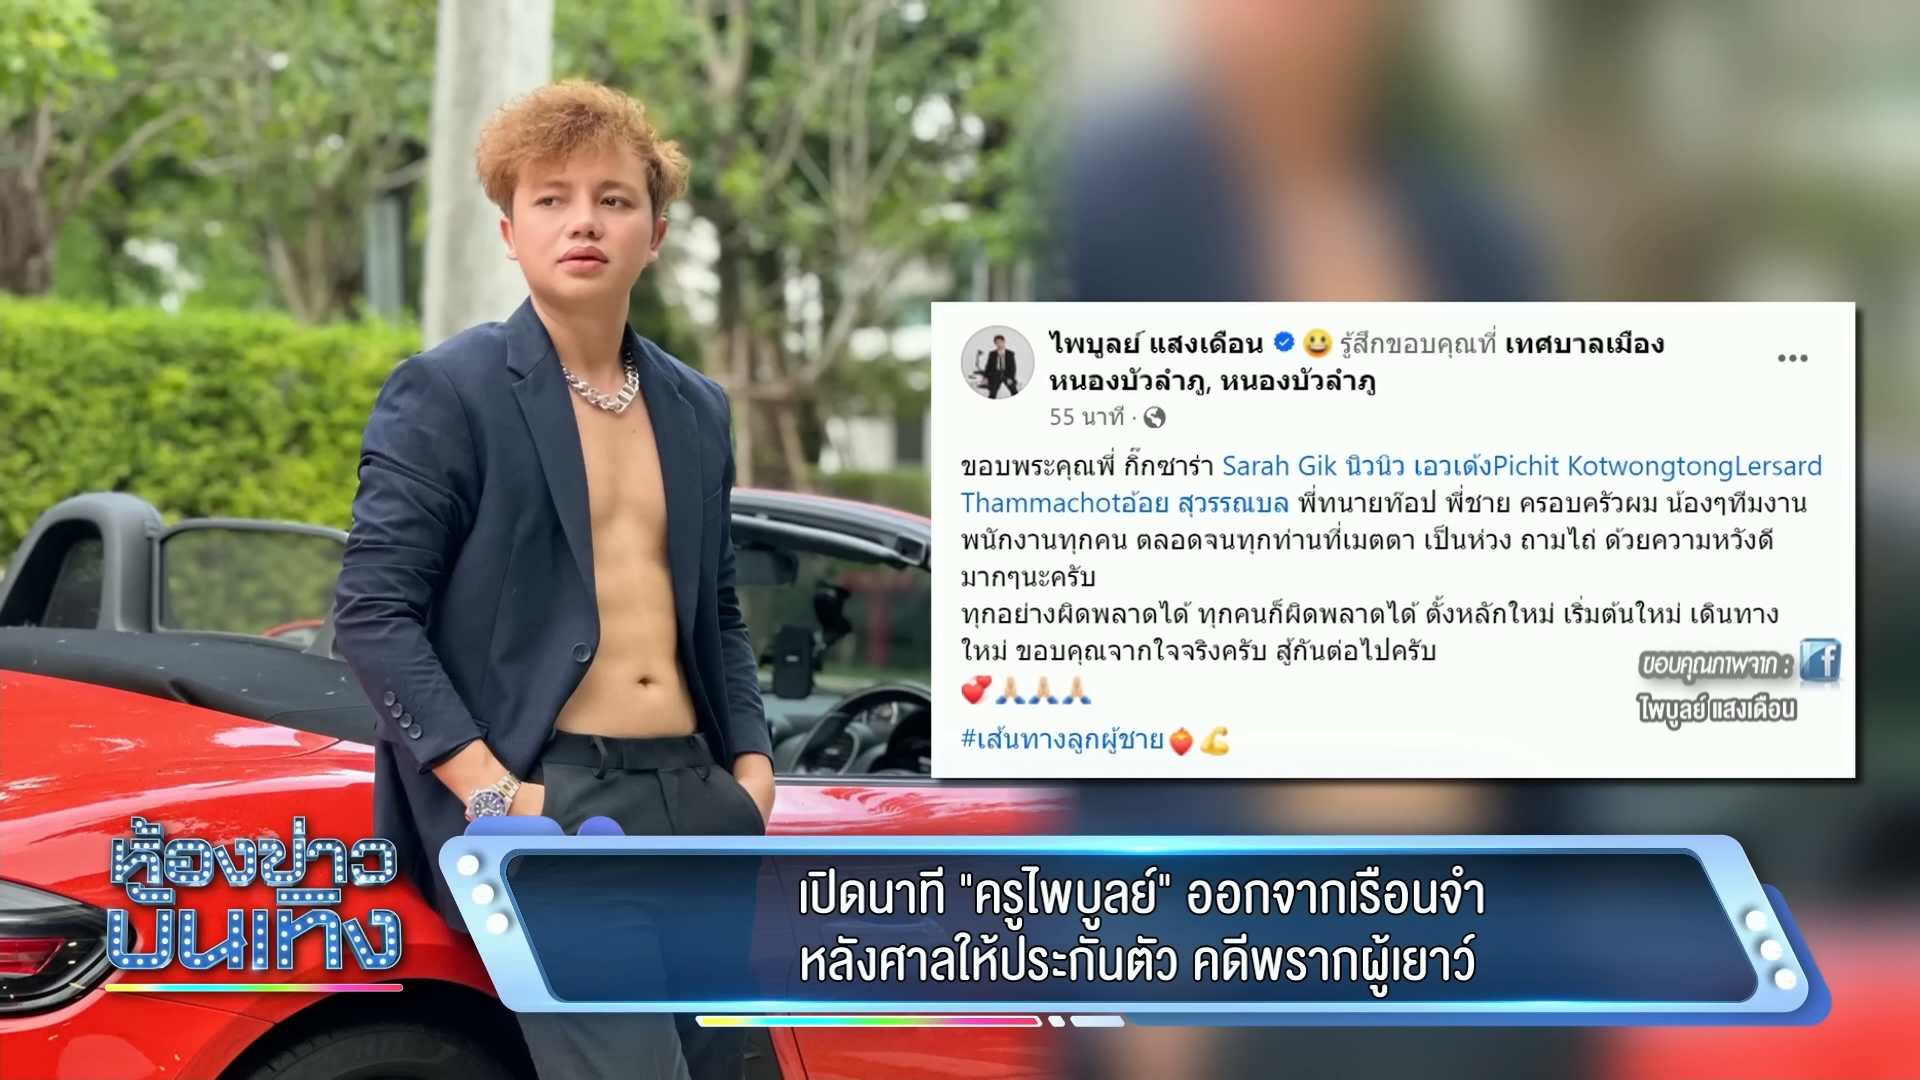 ไพบูลย์ แสงเดือน 😀 รู้สึกขอบคุณที่ เทศบาลเมือง
หนองบัวลำภู, หนองบัวลำภู
55 นาที ·
ขอบพระคุณพี่ กิ๊กซาร่า Sarah Gik นิวนิว เอวเด้งPichit KotwongtongLersard
Thammachotอ้อย สุวรรณบล พี่ทนายท๊อป พี่ชาย ครอบครัวผม น้องๆทีมงาน
พนักงานทุกคน ตลอดจนทุกท่านที่เมตตา เป็นห่วง ถามไถ่ ด้วยความหวังดี
มากๆนะครับ
ทุกอย่างผิดพลาดได้ ทุกคนก็ผิดพลาดได้ ตั้งหลักใหม่ เริ่มต้นใหม่ เดินทาง
ใหม่ ขอบคุณจากใจจริงครับ สู้กันต่อไปครับ
💞🙏🏼🙏🏼🙏🏼
#เส้นทางลูกผู้ชาย❤️‍🔥💪
ขอบคุณภาพจาก : f
ไพบูลย์ แสงเดือน
ห้องข่าว
บันเทิง
เปิดนาที "ครูไพบูลย์" ออกจากเรือนจำ
หลังศาลให้ประกันตัว คดีพรากผู้เยาว์